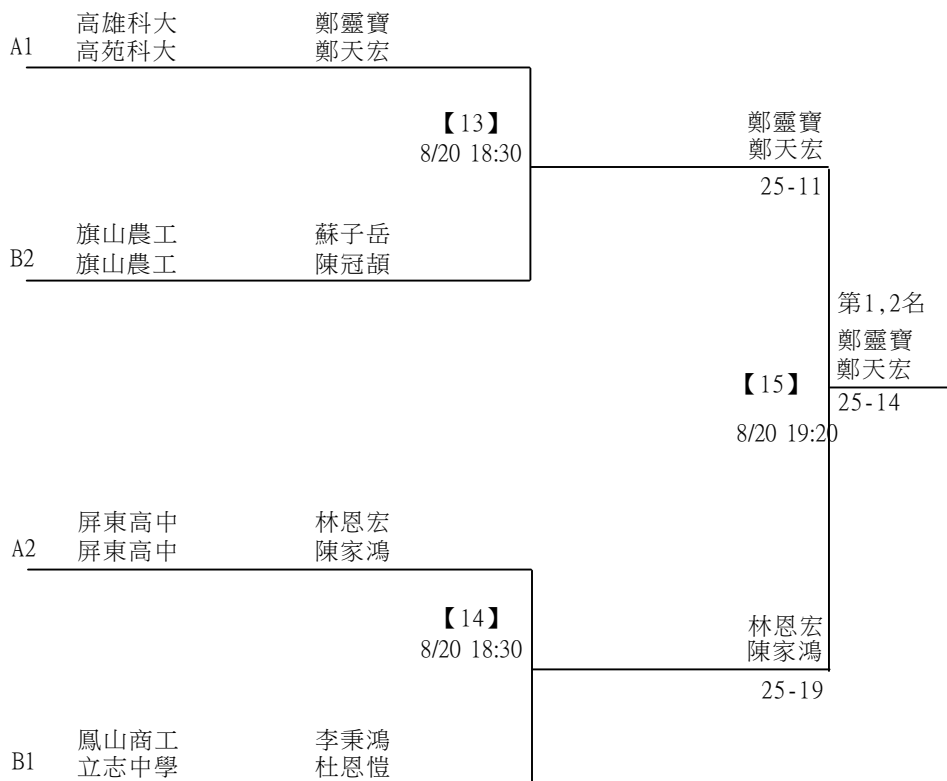 高雄科大 鄭靈寶
A1 高苑科大 鄭天宏
【13】
8/20 18:30
鄭靈寶
鄭天宏
25-11
旗山農工 蘇子岳
B2 旗山農工 陳冠頡
第1,2名
鄭靈寶
鄭天宏
【15】
25-14
8/20 19:20
屏東高中 林恩宏
A2 屏東高中 陳家鴻
【14】
8/20 18:30
林恩宏
陳家鴻
25-19
鳳山商工 李秉鴻
B1 立志中學 杜恩愷